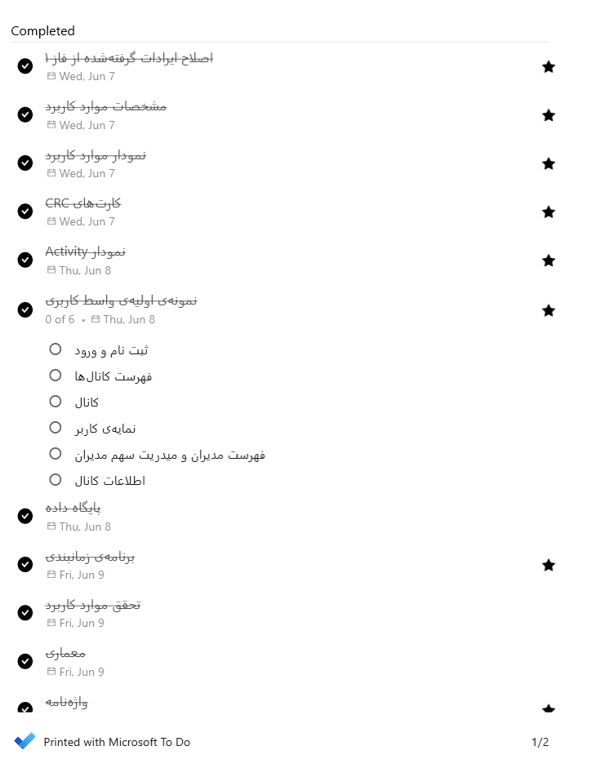 Completed
اصلاح ایرادات گرفته‌شده از فاز ۱
Wed, Jun 7
مشخصات موارد کاربرد
Wed, Jun 7
نمودار موارد کاربرد
Wed, Jun 7
کارت‌های CRC
Wed, Jun 7
نمودار Activity
Thu, Jun 8
نمونه‌ی اولیه‌ی واسط کاربری
0 of 6 • Thu, Jun 8
ثبت نام و ورود
فهرست کانال‌ها
کانال
نمایه‌ی کاربر
فهرست مدیران و میدریت سهم مدیران
اطلاعات کانال
پایگاه داده
Thu, Jun 8
برنامه‌ی زمانبندی
Fri, Jun 9
تحقق موارد کاربرد
Fri, Jun 9
معماری
Fri, Jun 9
واژه‌نامه
Printed with Microsoft To Do
1/2